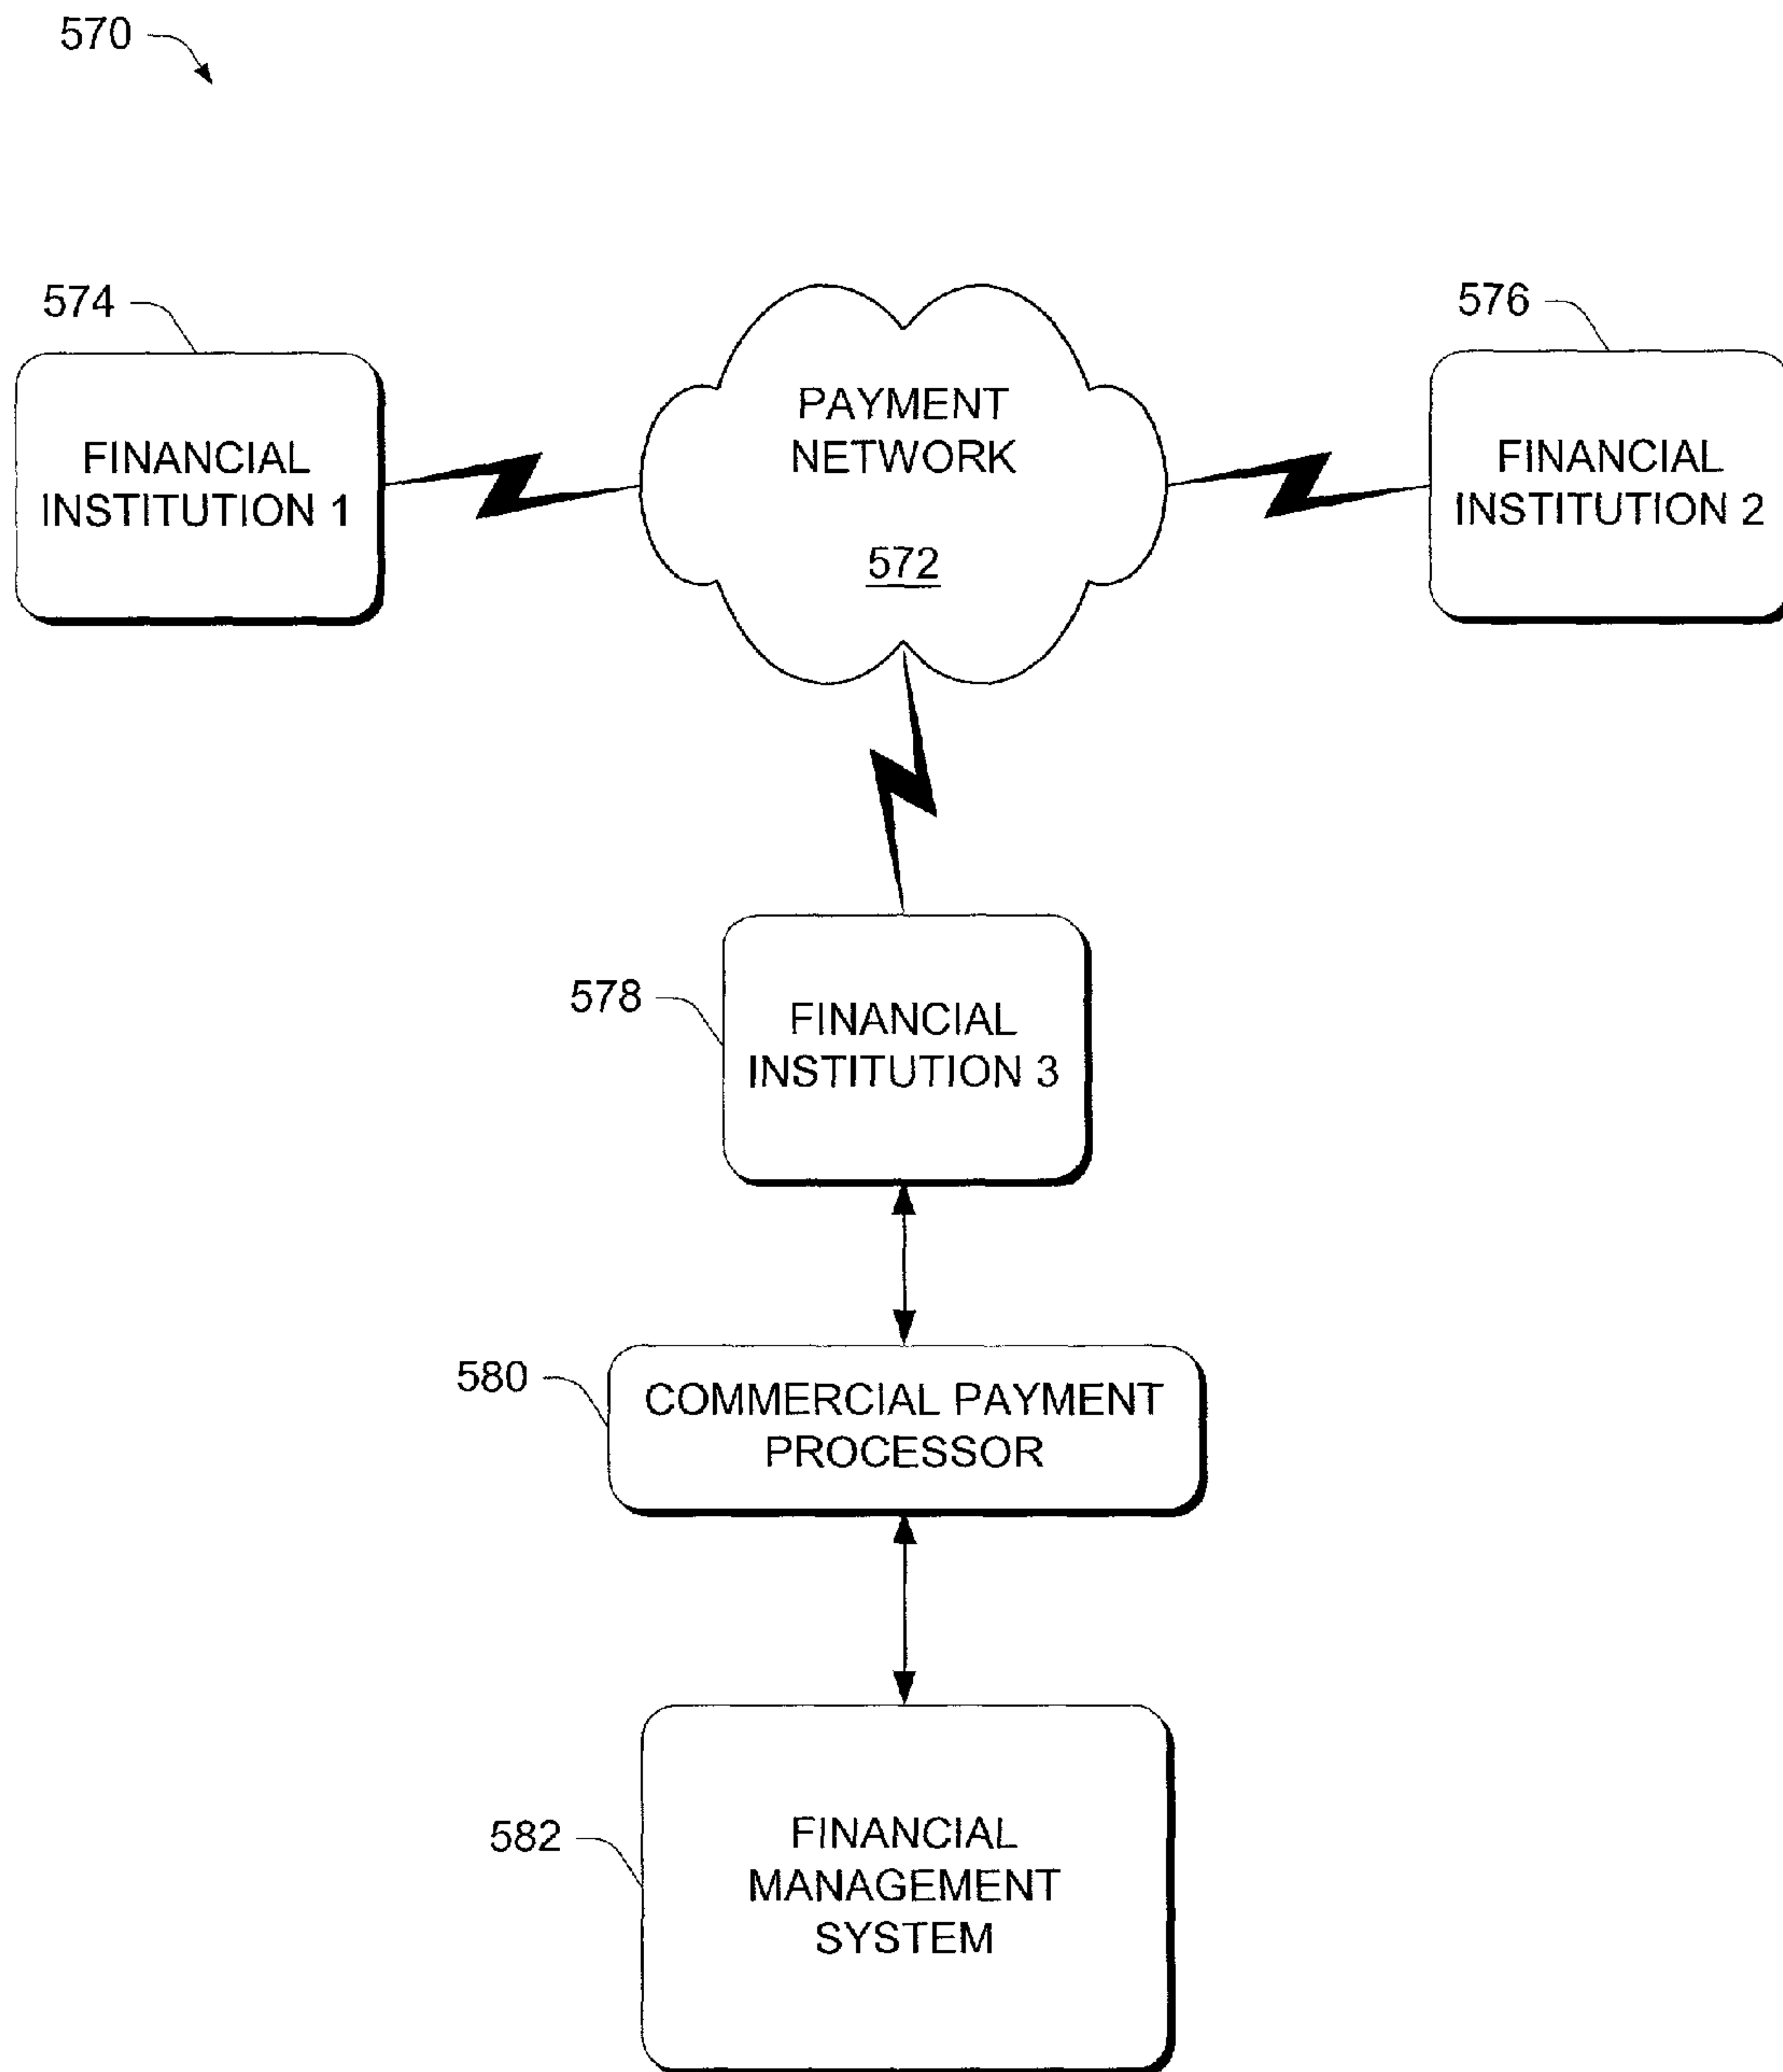 570
574
576
PAYMENT
NETWORK
572
FINANCIAL
INSTITUTION 1
FINANCIAL
INSTITUTION 2
578
FINANCIAL
INSTITUTION 3
580
COMMERCIAL PAYMENT
PROCESSOR
582
FINANCIAL
MANAGEMENT
SYSTEM